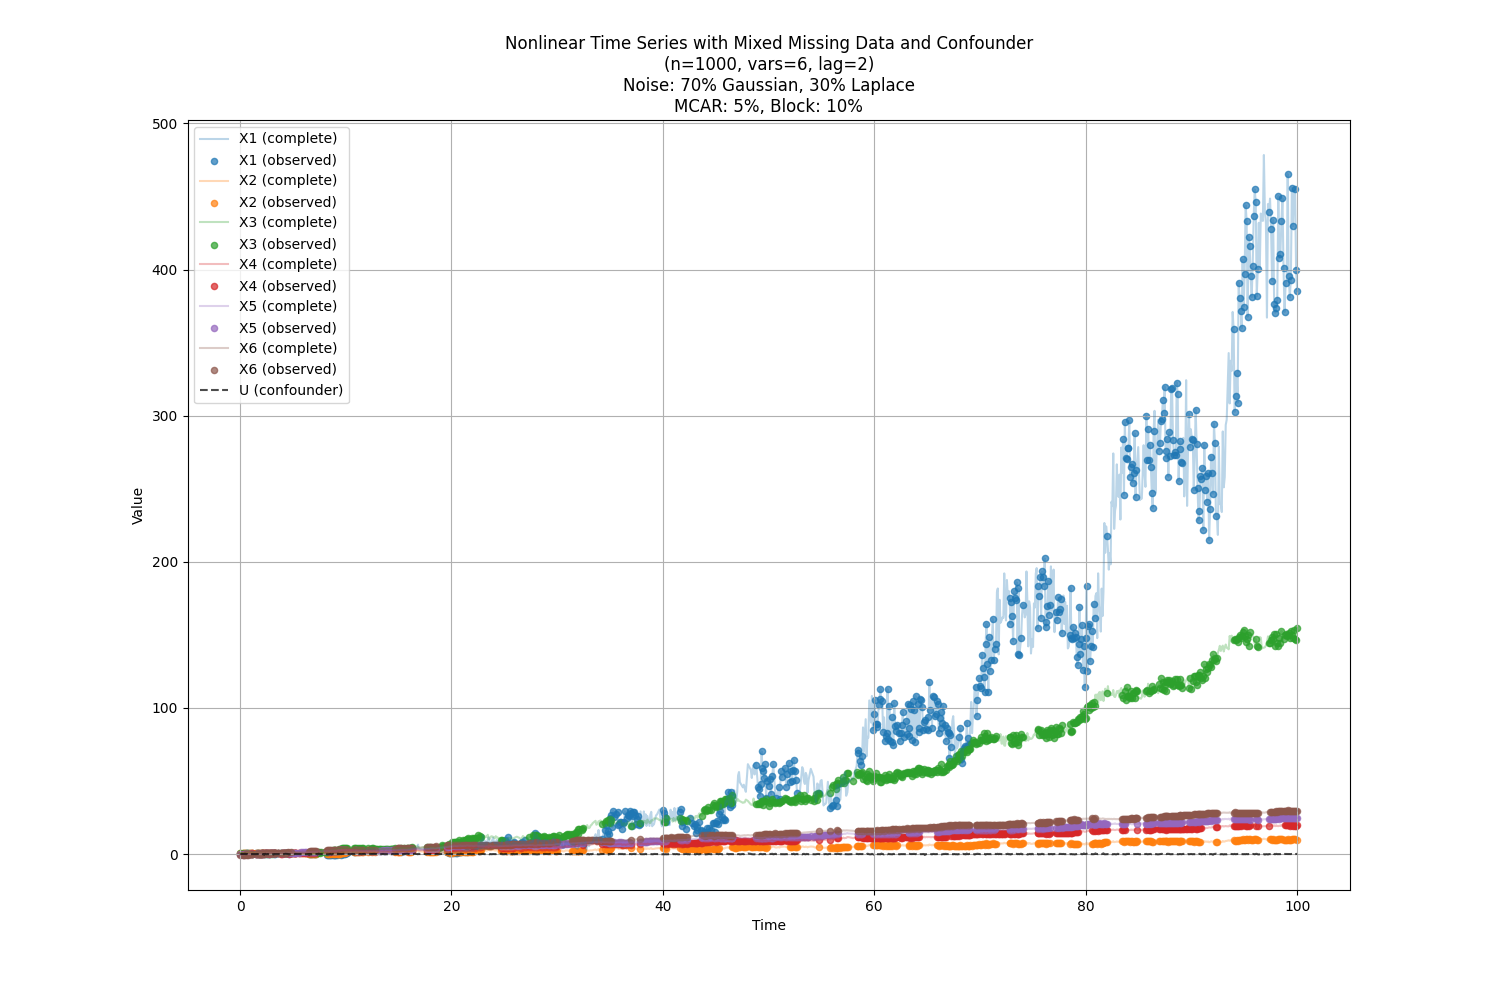 Nonlinear Time Series with Mixed Missing Data and Confounder
(n=1000, vars=6, lag=2)
Noise: 70% Gaussian, 30% Laplace
MCAR: 5%, Block: 10%
X1 (complete)
X1 (observed)
X2 (complete)
X2 (observed)
X3 (complete)
X3 (observed)
X4 (complete)
X4 (observed)
X5 (complete)
X5 (observed)
X6 (complete)
X6 (observed)
U (confounder)
500
400
300
200
100
0
Value
0 20 40 60 80 100
Time